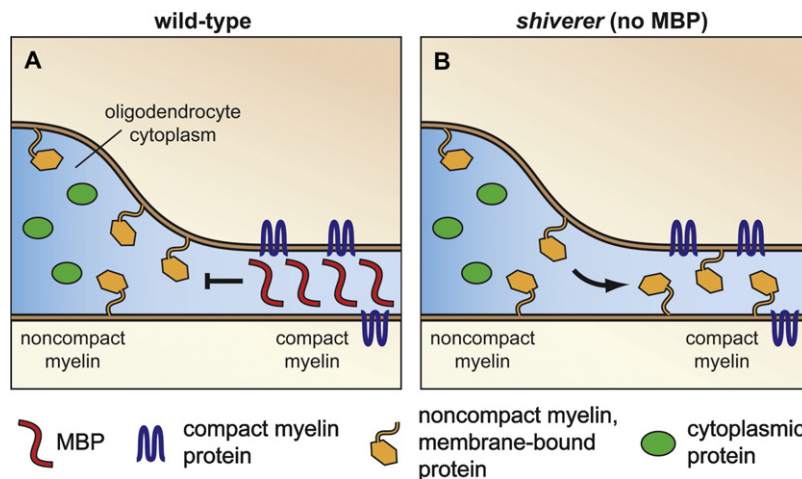 wild-type
shiverer (no MBP)
A
oligodendrocyte
cytoplasm
noncompact
myelin
compact
myelin
B
noncompact
myelin
compact
myelin
MBP
compact myelin
protein
noncompact myelin,
membrane-bound
protein
cytoplasmic
protein